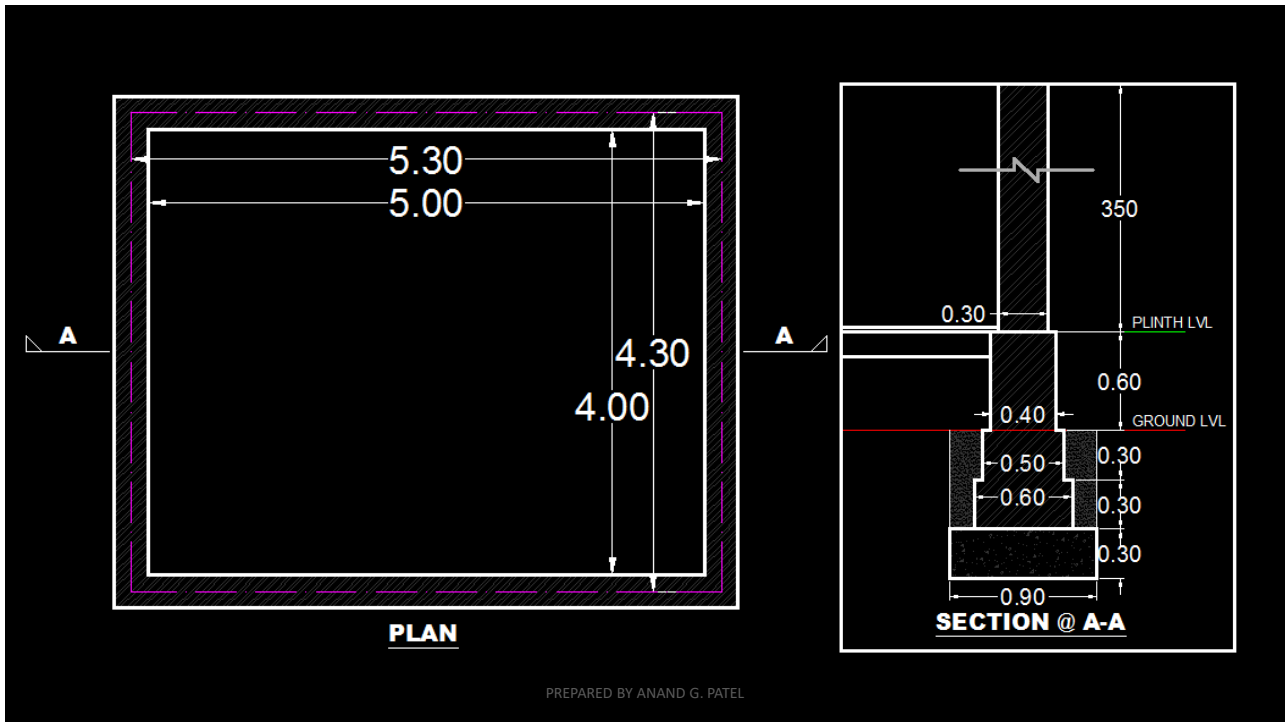 5.30
5.00
4.30
4.00
A
A
PLAN
350
0.30
PLINTH LVL
0.60
0.40
GROUND LVL
0.30
0.50
0.60
0.30
0.30
0.90
SECTION @ A-A
PREPARED BY ANAND G. PATEL